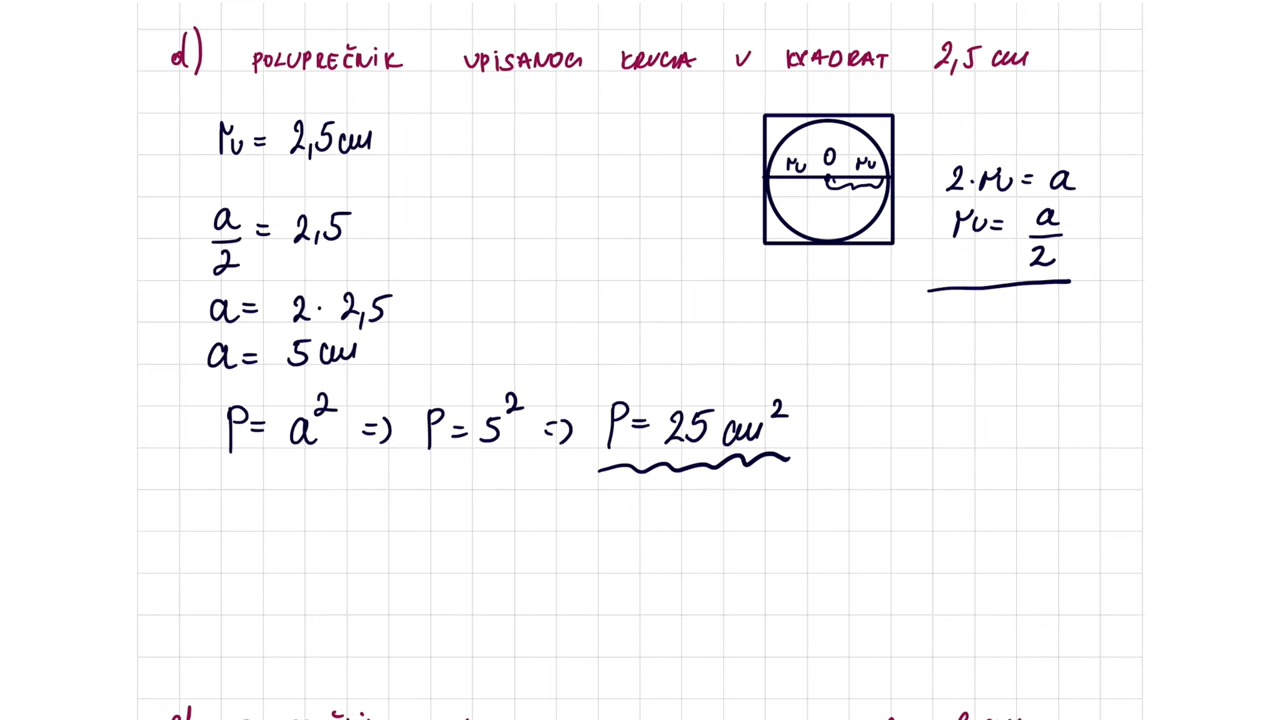 d) POLUPREČNIK UPISANOG KRUGA U KVADRAT 2,5 cm
ru = 2,5 cm
ru O ru
2·ru = a
ru = a/2
a/2 = 2,5
a = 2·2,5
a = 5 cm
P = a² => P = 5² => P = 25 cm²